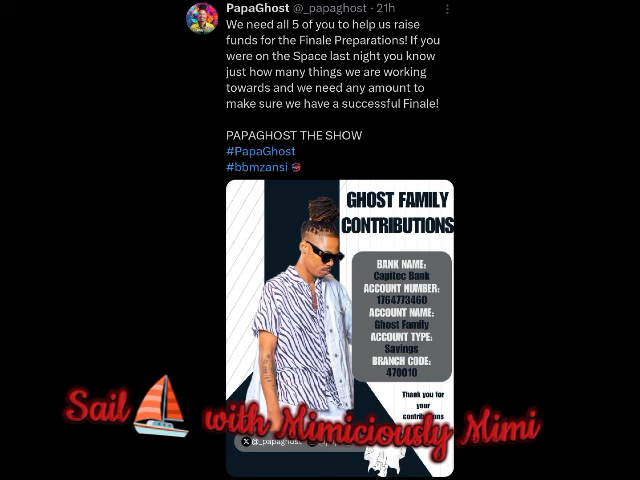 PapaGhost @_papaghost · 21h
We need all 5 of you to help us raise
funds for the Finale Preparations! If you
were on the Space last night you know
just how many things we are working
towards and we need any amount to
make sure we have a successful Finale!
PAPAGHOST THE SHOW
#PapaGhost
#bbmzansi
GHOST FAMILY
CONTRIBUTIONS
BANK NAME:
Capitec Bank
ACCOUNT NUMBER:
1764773460
ACCOUNT NAME:
Ghost Family
ACCOUNT TYPE:
Savings
BRANCH CODE:
470010
Thank you for
your
contributions
Sail with Mimiciously Mimi
X@_papaghost